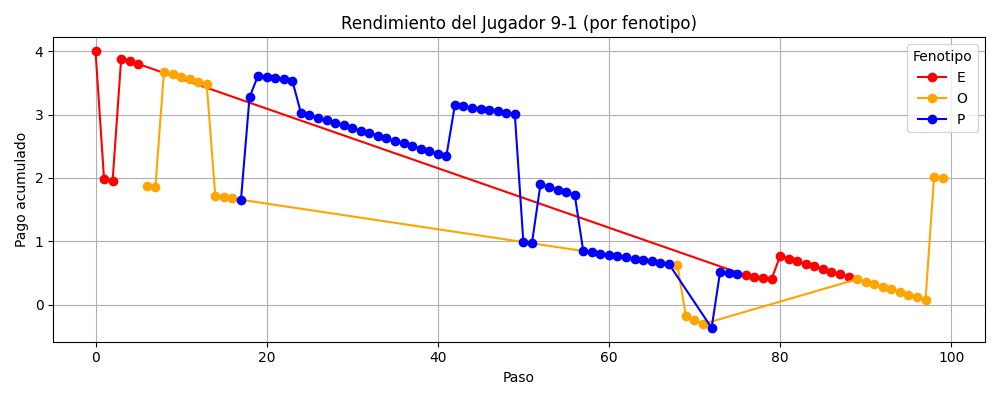 Rendimiento del Jugador 9-1 (por fenotipo)
Fenotipo
E
O
P
Pago acumulado
4
3
2
1
0
0 20 40 60 80 100
Paso